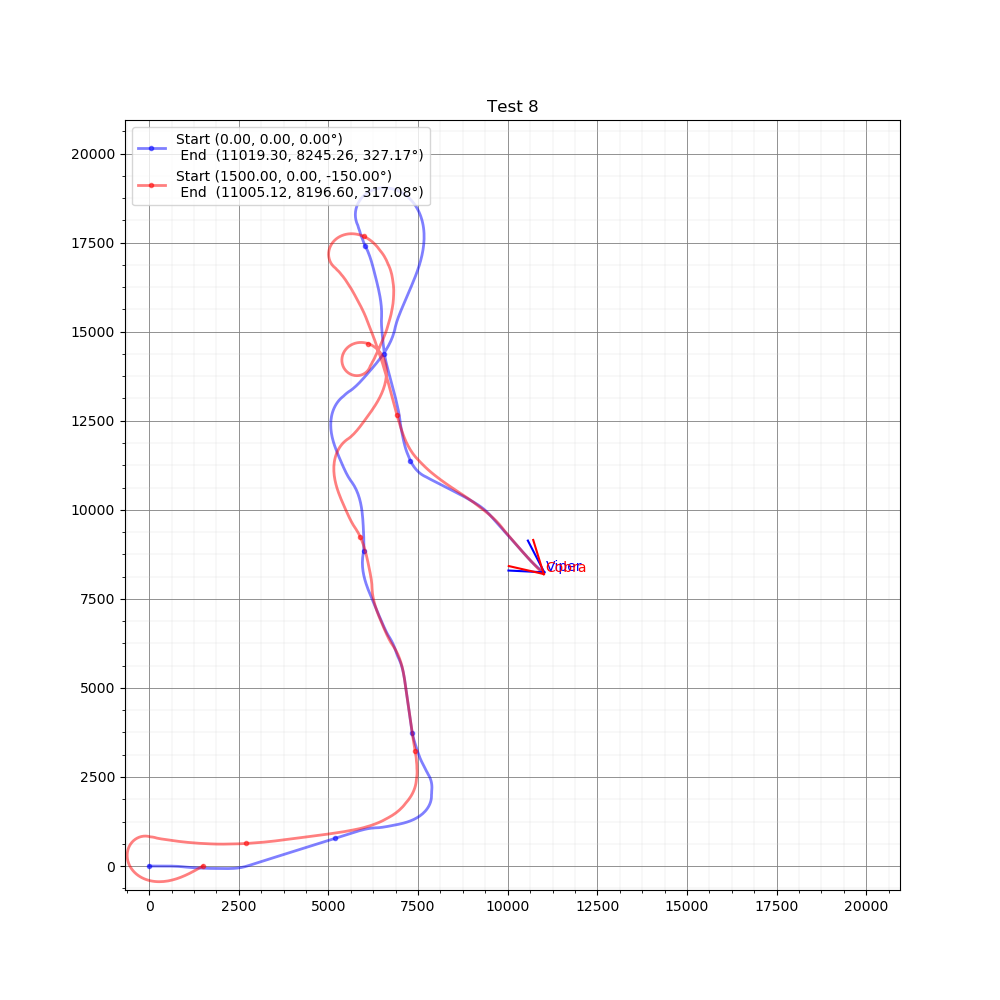 Test 8
Start (0.00, 0.00, 0.00°)
End (11019.30, 8245.26, 327.17°)
Start (1500.00, 0.00, -150.00°)
End (11005.12, 8196.60, 317.08°)
20000
17500
15000
12500
10000
7500
5000
2500
0
Viper
Cobra
0 2500 5000 7500 10000 12500 15000 17500 20000